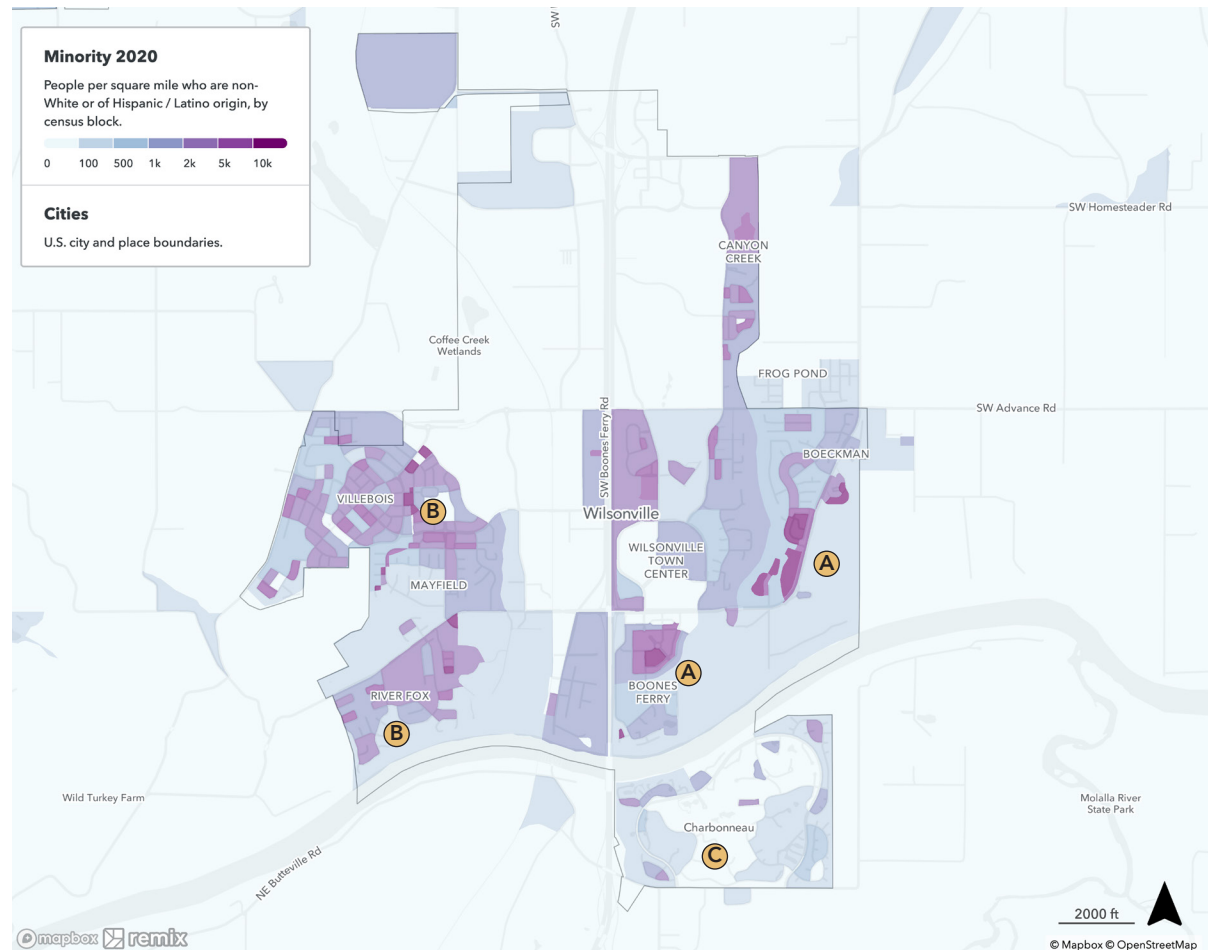 SW
Minority 2020
People per square mile who are non-
White or of Hispanic / Latino origin, by
census block.
0 100 500 1k 2k 5k 10k
Cities
U.S. city and place boundaries.
SW Homesteader Rd
CANYON
CREEK
Coffee Creek
Wetlands
FROG POND
SW Advance Rd
SW Boones Ferry Rd
BOECKMAN
VILLEBOIS
B
Wilsonville
WILSONVILLE
TOWN
CENTER
A
MAYFIELD
A
BOONES
FERRY
RIVER FOX
B
Wild Turkey Farm
Molalla River
State Park
Charbonneau
C
NE Butteville Rd
2000 ft
mapbox remix
© Mapbox © OpenStreetMap